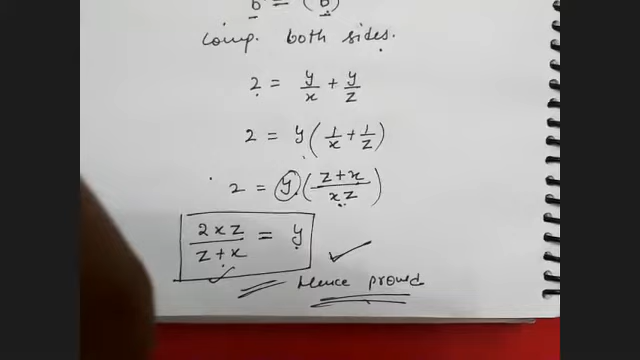 b = (b)
comp. both sides.
2 = y/x + y/z
2 = y(1/x + 1/z)
2 = y((z+x)/xz)
2xz/(z+x) = y
Hence proved